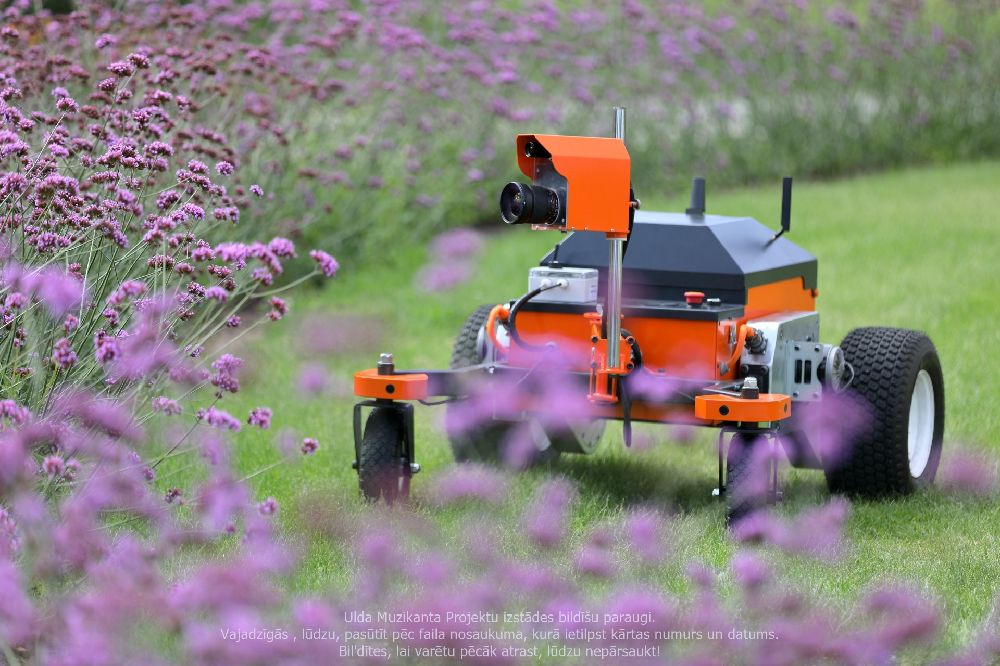 Ulda Muzikanta Projektu izstādes bildīšu paraugi.
Vajadzīgās , lūdzu, pasūtīt pēc faila nosaukuma, kurā ietilpst kārtas numurs un datums.
Bil'dītes, lai varētu pēcāk atrast, lūdzu nepārsaukt!